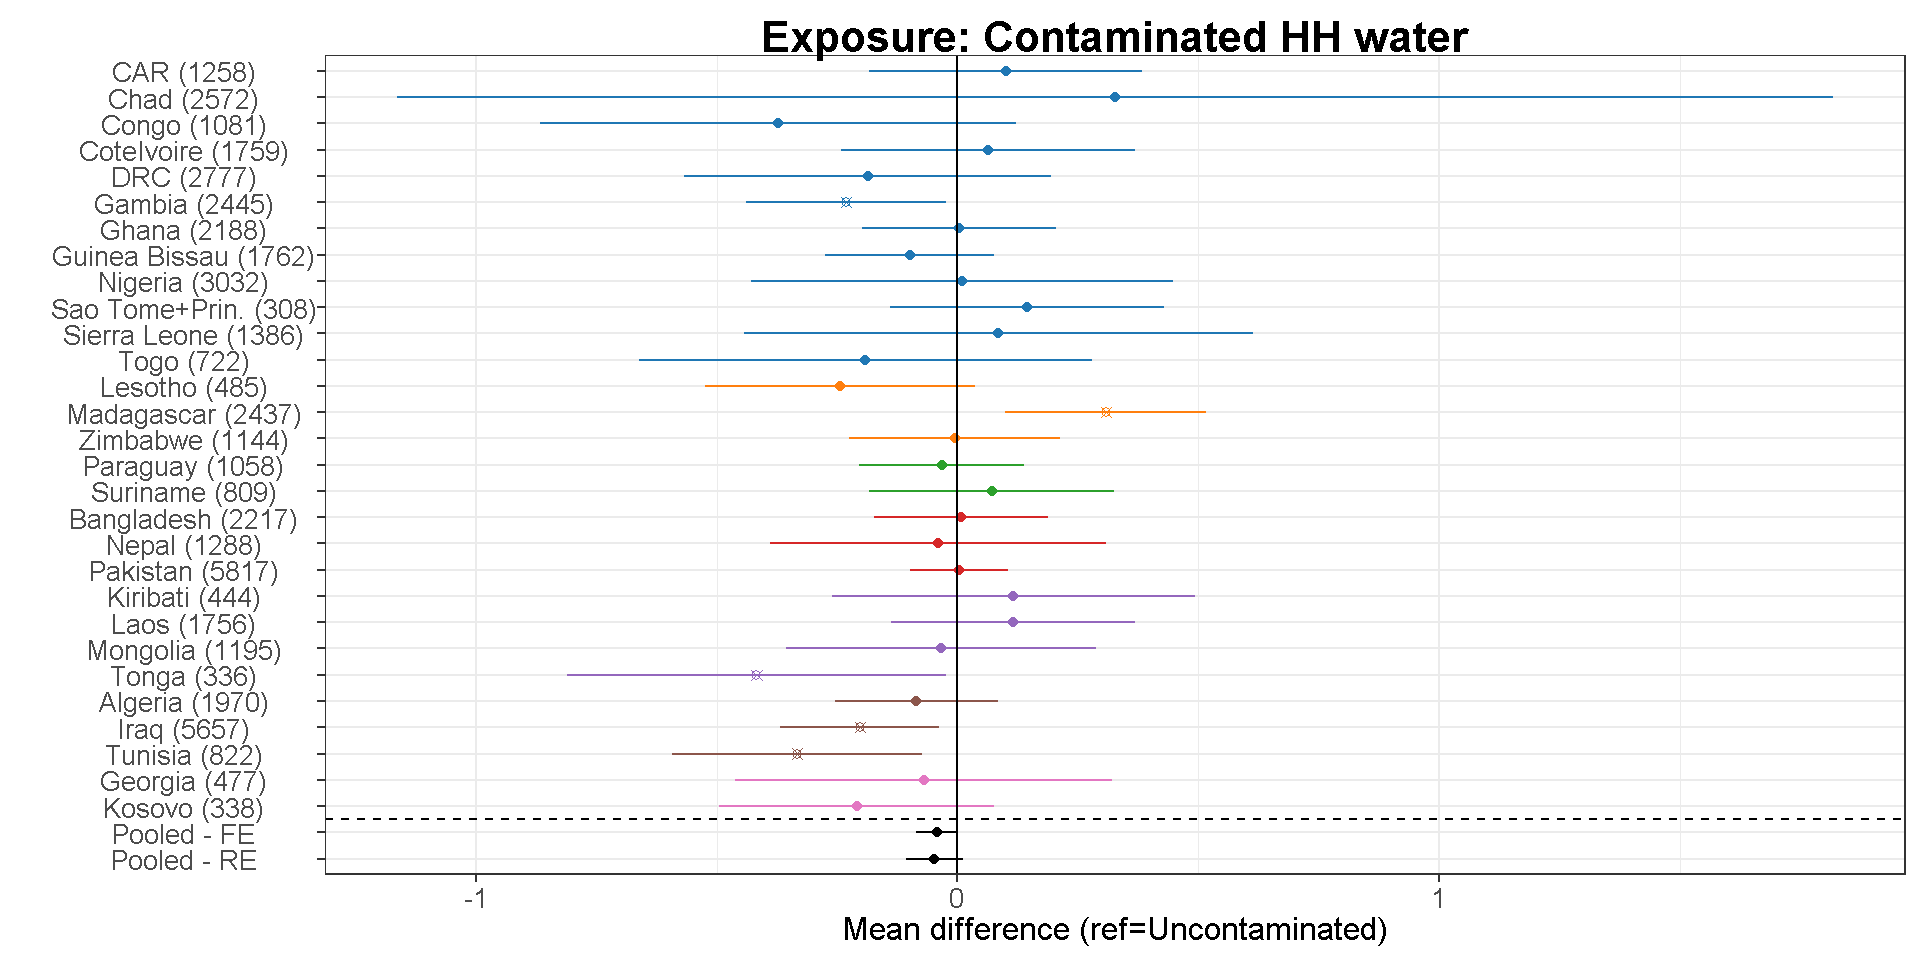 Exposure: Contaminated HH water
CAR (1258)
Chad (2572)
Congo (1081)
CoteIvoire (1759)
DRC (2777)
Gambia (2445)
Ghana (2188)
Guinea Bissau (1762)
Nigeria (3032)
Sao Tome+Prin. (308)
Sierra Leone (1386)
Togo (722)
Lesotho (485)
Madagascar (2437)
Zimbabwe (1144)
Paraguay (1058)
Suriname (809)
Bangladesh (2217)
Nepal (1288)
Pakistan (5817)
Kiribati (444)
Laos (1756)
Mongolia (1195)
Tonga (336)
Algeria (1970)
Iraq (5657)
Tunisia (822)
Georgia (477)
Kosovo (338)
Pooled - FE
Pooled - RE
-1 0 1
Mean difference (ref=Uncontaminated)